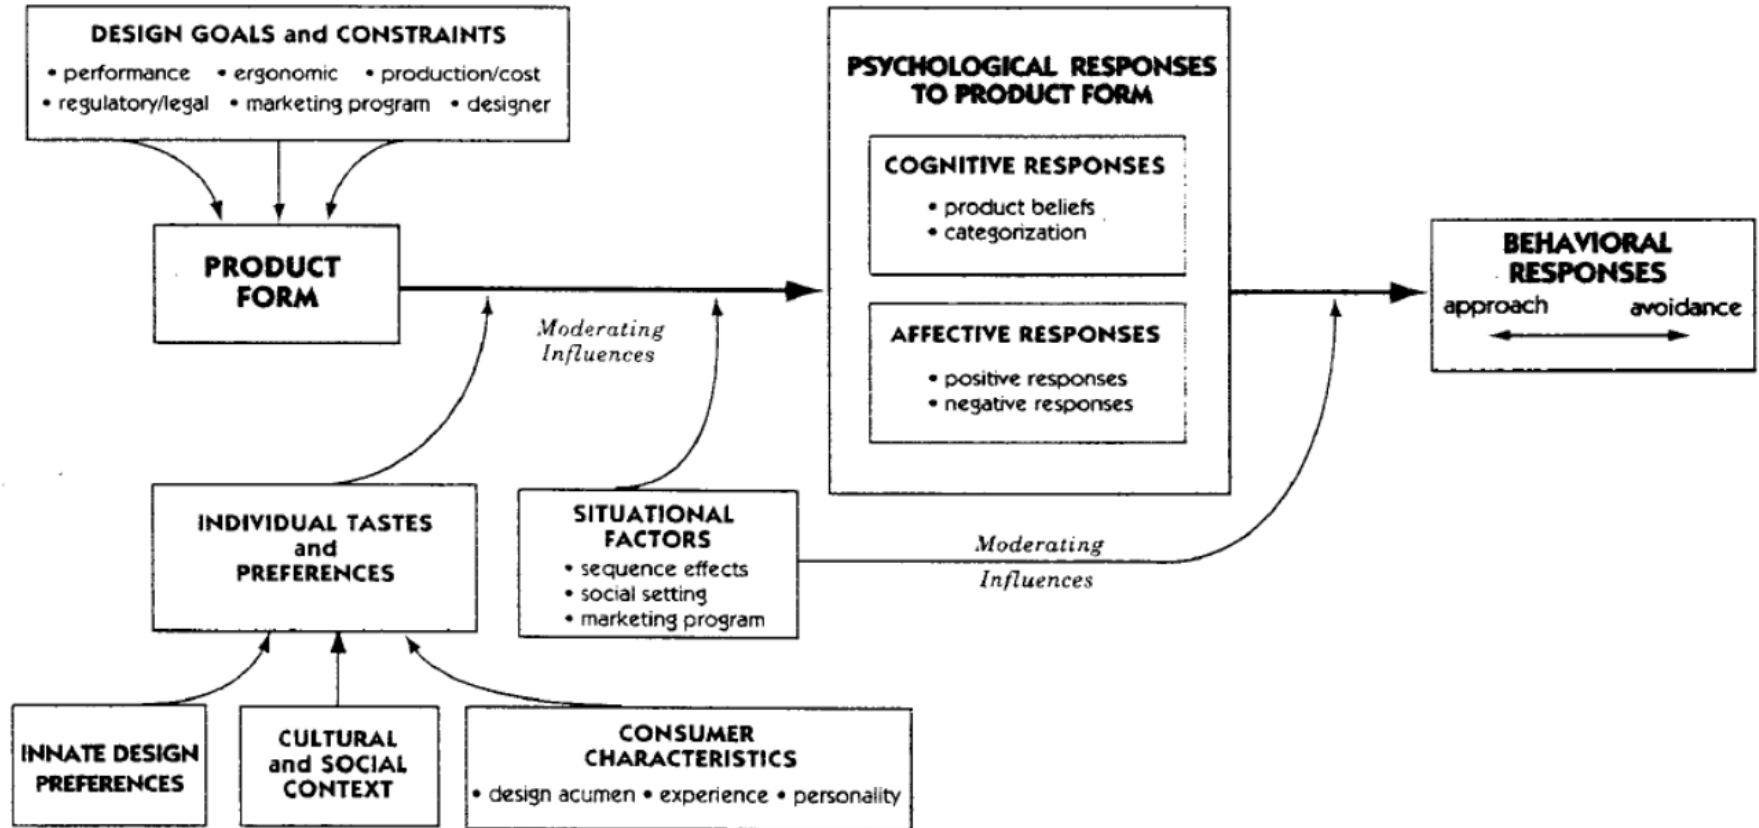 DESIGN GOALS and CONSTRAINTS
• performance • ergonomic • production/cost
• regulatory/legal • marketing program • designer
PRODUCT
FORM
Moderating
Influences
PSYCHOLOGICAL RESPONSES
TO PRODUCT FORM
COGNITIVE RESPONSES
• product beliefs
• categorization
AFFECTIVE RESPONSES
• positive responses
• negative responses
BEHAVIORAL
RESPONSES
approach avoidance
INDIVIDUAL TASTES
and
PREFERENCES
SITUATIONAL
FACTORS
• sequence effects
• social setting
• marketing program
Moderating
Influences
INNATE DESIGN
PREFERENCES
CULTURAL
and SOCIAL
CONTEXT
CONSUMER
CHARACTERISTICS
• design acumen • experience • personality